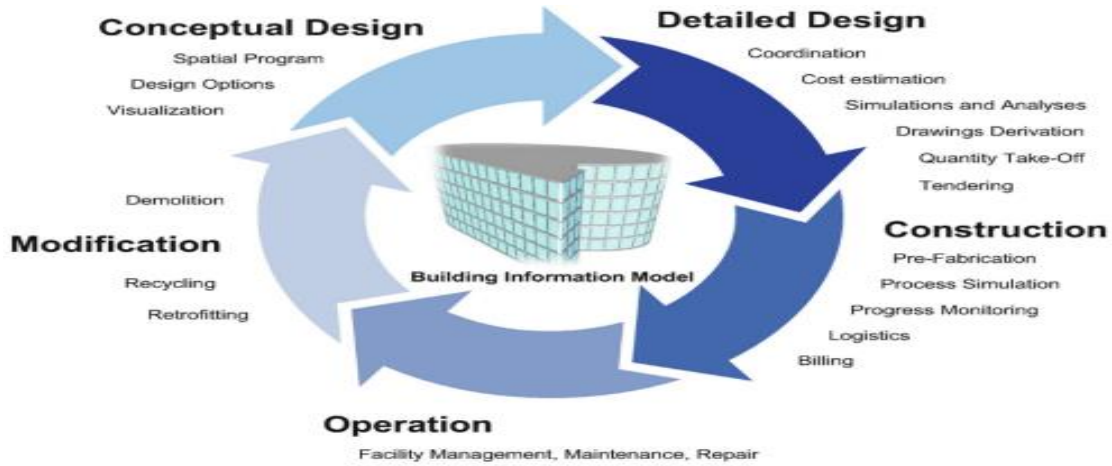 Conceptual Design
Spatial Program
Design Options
Visualization
Detailed Design
Coordination
Cost estimation
Simulations and Analyses
Drawings Derivation
Quantity Take-Off
Tendering
Construction
Pre-Fabrication
Process Simulation
Progress Monitoring
Logistics
Billing
Operation
Facility Management, Maintenance, Repair
Demolition
Modification
Recycling
Retrofitting
Building Information Model